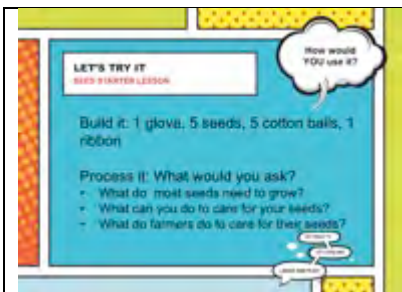 How would
YOU use it?
LET'S TRY IT
SEED STARTER LESSON
Build it: 1 glove, 5 seeds, 5 cotton balls, 1
ribbon
Process it: What would you ask?
• What do most seeds need to grow?
• What can you do to care for your seeds?
• What do farmers do to care for their seeds?